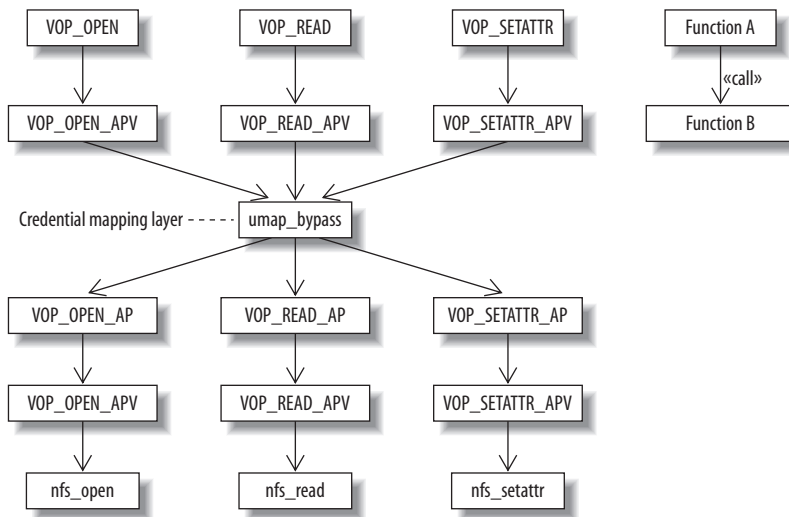 VOP_OPEN
VOP_READ
VOP_SETATTR
Function A
«call»
VOP_OPEN_APV
VOP_READ_APV
VOP_SETATTR_APV
Function B
Credential mapping layer
umap_bypass
VOP_OPEN_AP
VOP_READ_AP
VOP_SETATTR_AP
VOP_OPEN_APV
VOP_READ_APV
VOP_SETATTR_APV
nfs_open
nfs_read
nfs_setattr